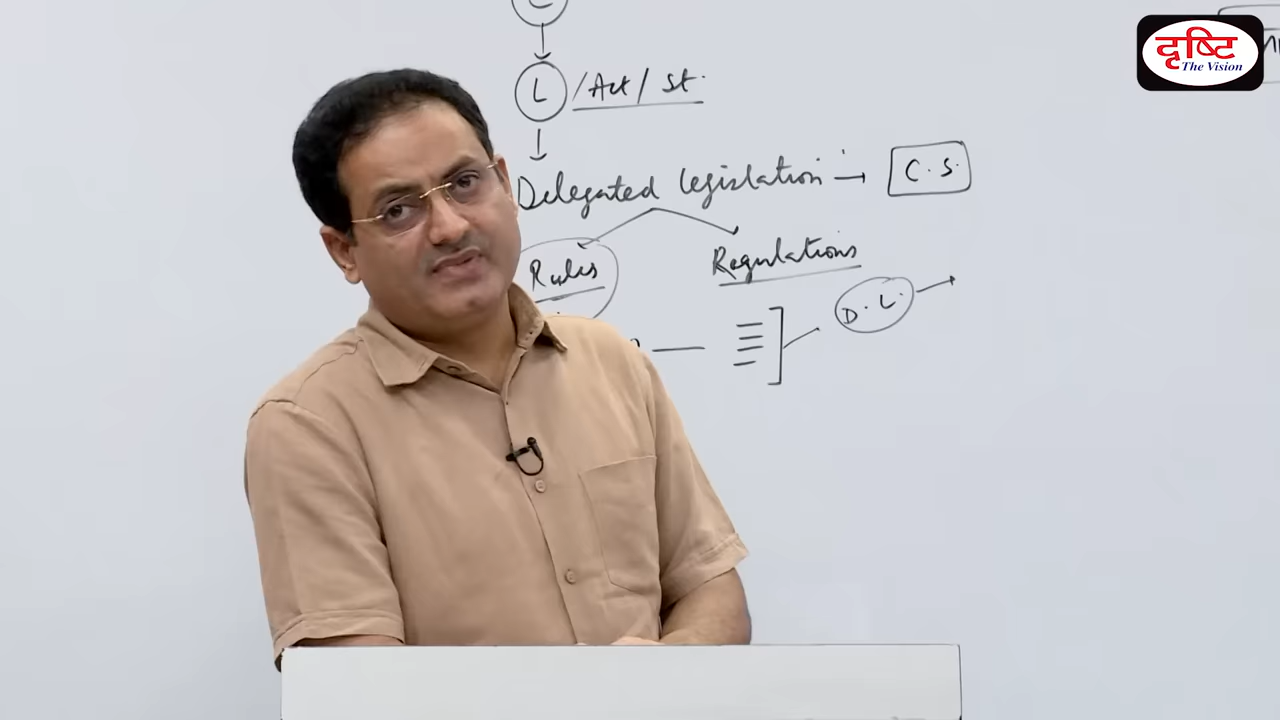 L /Act / St.
Delegated legislation → C.S.
Rules Regulations
D.L.
दृष्टि
The Vision